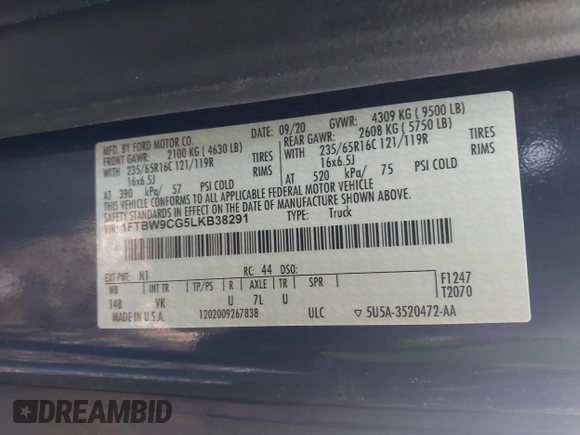 MFD. BY FORD MOTOR CO.
DATE: 09/20 GVWR: 4309 KG ( 9500 LB)
FRONT GAWR: 2100 KG ( 4630 LB) REAR GAWR: 2608 KG ( 5750 LB)
WITH 235/65R16C 121/119R TIRES WITH 235/65R16C 121/119R TIRES
16x6.5J RIMS 16x6.5J RIMS
AT 390 kPa/ 57 PSI COLD AT 520 kPa/ 75 PSI COLD
THIS VEHICLE CONFORMS TO ALL APPLICABLE FEDERAL MOTOR VEHICLE
SAFETY, BUMPER, AND THEFT PREVENTION STANDARDS IN EFFECT ON THE DATE OF MANUFACTURE SHOWN ABOVE.
VIN: 1FTBW9CG5LKB38291 TYPE: Truck
EXT PNT: N1 RC: 44 DSO: F1247
WB INT TR TP/PS R AXLE TR SPR T2070
148 VK U 7L U
MADE IN U.S.A. 1202009267838 ULC ▽ 5U5A-3520472-AA
DREAMBID